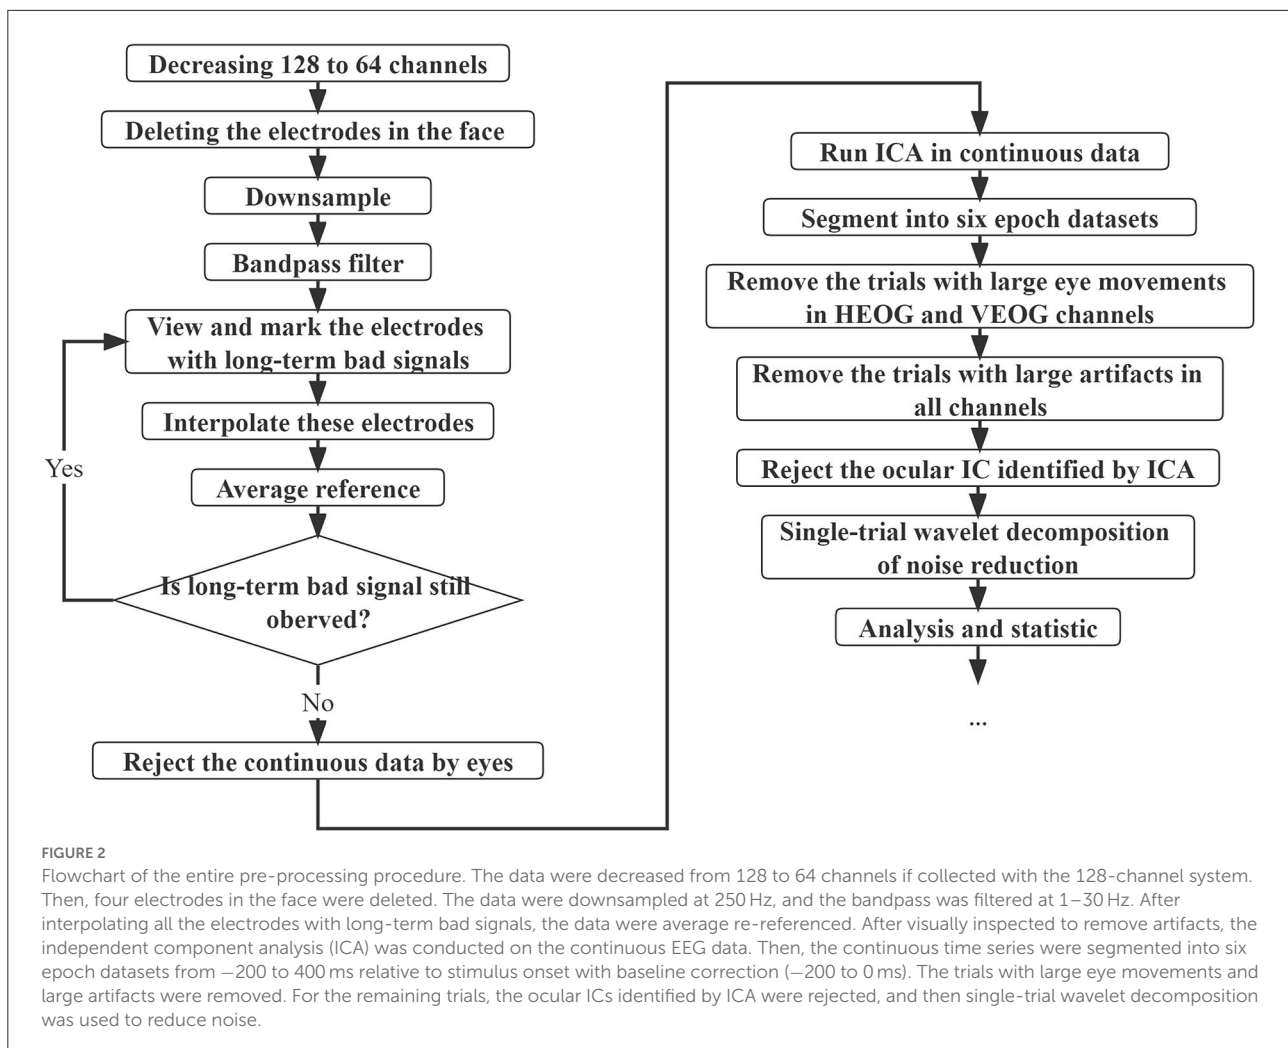 Decreasing 128 to 64 channels
Deleting the electrodes in the face
Downsample
Bandpass filter
View and mark the electrodes
with long-term bad signals
Interpolate these electrodes
Yes
Average reference
Is long-term bad signal still
oberved?
No
Reject the continuous data by eyes
Run ICA in continuous data
Segment into six epoch datasets
Remove the trials with large eye movements
in HEOG and VEOG channels
Remove the trials with large artifacts in
all channels
Reject the ocular IC identified by ICA
Single-trial wavelet decomposition
of noise reduction
Analysis and statistic
...
FIGURE 2
Flowchart of the entire pre-processing procedure. The data were decreased from 128 to 64 channels if collected with the 128-channel system.
Then, four electrodes in the face were deleted. The data were downsampled at 250 Hz, and the bandpass was filtered at 1–30 Hz. After
interpolating all the electrodes with long-term bad signals, the data were average re-referenced. After visually inspected to remove artifacts, the
independent component analysis (ICA) was conducted on the continuous EEG data. Then, the continuous time series were segmented into six
epoch datasets from −200 to 400 ms relative to stimulus onset with baseline correction (−200 to 0 ms). The trials with large eye movements and
large artifacts were removed. For the remaining trials, the ocular ICs identified by ICA were rejected, and then single-trial wavelet decomposition
was used to reduce noise.